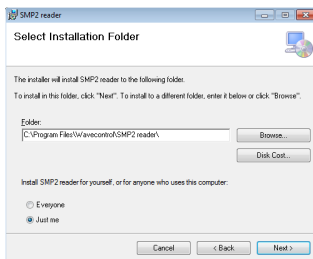 SMP2 reader
Select Installation Folder
The installer will install SMP2 reader to the following folder.
To install in this folder, click "Next". To install to a different folder, enter it below or click "Browse".
Folder:
C:\Program Files\Wavecontrol\SMP2 reader\
Browse...
Disk Cost...
Install SMP2 reader for yourself, or for anyone who uses this computer:
Everyone
Just me
Cancel
< Back
Next >